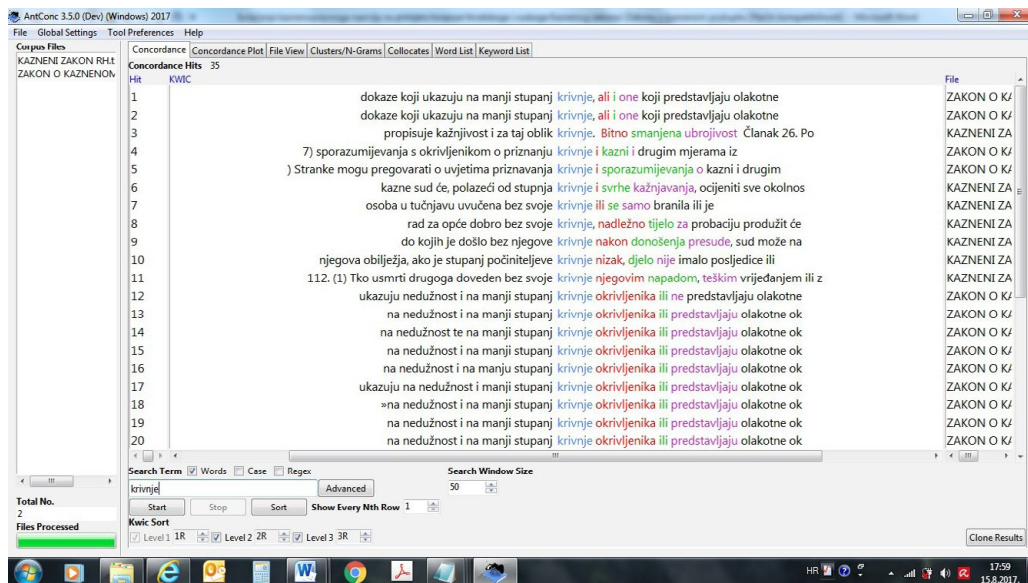 AntConc 3.5.0 (Dev) (Windows) 2017
File Global Settings Tool Preferences Help
Corpus Files
KAZNENI ZAKON RH.t
ZAKON O KAZNENOM
Total No.
2
Files Processed
Concordance Concordance Plot File View Clusters/N-Grams Collocates Word List Keyword List
Concordance Hits 35
Hit KWIC File
1 dokaze koji ukazuju na manji stupanj krivnje, ali i one koji predstavljaju olakotne ZAKON O KA
2 dokaze koji ukazuju na manji stupanj krivnje, ali i one koji predstavljaju olakotne ZAKON O KA
3 propisuje kažnjivost i za taj oblik krivnje. Bitno smanjena ubrojivost Članak 26. Po KAZNENI ZA
4 7) sporazumijevanja s okrivljenikom o priznanju krivnje i kazni i drugim mjerama iz ZAKON O KA
5 ) Stranke mogu pregovarati o uvjetima priznavanja krivnje i sporazumijevanja o kazni i drugim ZAKON O KA
6 kazne sud će, polazeći od stupnja krivnje i svrhe kažnjavanja, ocijeniti sve okolnos KAZNENI ZA
7 osoba u tučnjavu uvučena bez svoje krivnje ili se samo branila ili je KAZNENI ZA
8 rad za opće dobro bez svoje krivnje, nadležno tijelo za probaciju produžit će KAZNENI ZA
9 do kojih je došlo bez njegove krivnje nakon donošenja presude, sud može na KAZNENI ZA
10 njegova obilježja, ako je stupanj počiniteljeve krivnje nizak, djelo nije imalo posljedice ili KAZNENI ZA
11 112. (1) Tko usmrti drugoga doveden bez svoje krivnje njegovim napadom, teškim vrijeđanjem ili z KAZNENI ZA
12 ukazuju nedužnost i na manji stupanj krivnje okrivljenika ili ne predstavljaju olakotne ZAKON O KA
13 na nedužnost i na manji stupanj krivnje okrivljenika ili predstavljaju olakotne ok ZAKON O KA
14 na nedužnost te na manji stupanj krivnje okrivljenika ili predstavljaju olakotne ok ZAKON O KA
15 na nedužnost i na manji stupanj krivnje okrivljenika ili predstavljaju olakotne ok ZAKON O KA
16 na nedužnost i na manju stupanj krivnje okrivljenika ili predstavljaju olakotne ok ZAKON O KA
17 ukazuju na nedužnost i manji stupanj krivnje okrivljenika ili predstavljaju olakotne ok ZAKON O KA
18 »na nedužnost i na manji stupanj krivnje okrivljenika ili predstavljaju olakotne ok ZAKON O KA
19 na nedužnost i na manji stupanj krivnje okrivljenika ili predstavljaju olakotne ok ZAKON O KA
20 na nedužnost i na manji stupanj krivnje okrivljenika ili predstavljaju olakotne ok ZAKON O KA
Search Term Words Case Regex Search Window Size
krivnje Advanced 50
Start Stop Sort Show Every Nth Row 1
Kwic Sort
Level 1 1R Level 2 2R Level 3 3R Clone Results
HR 17:59
15.8.2017